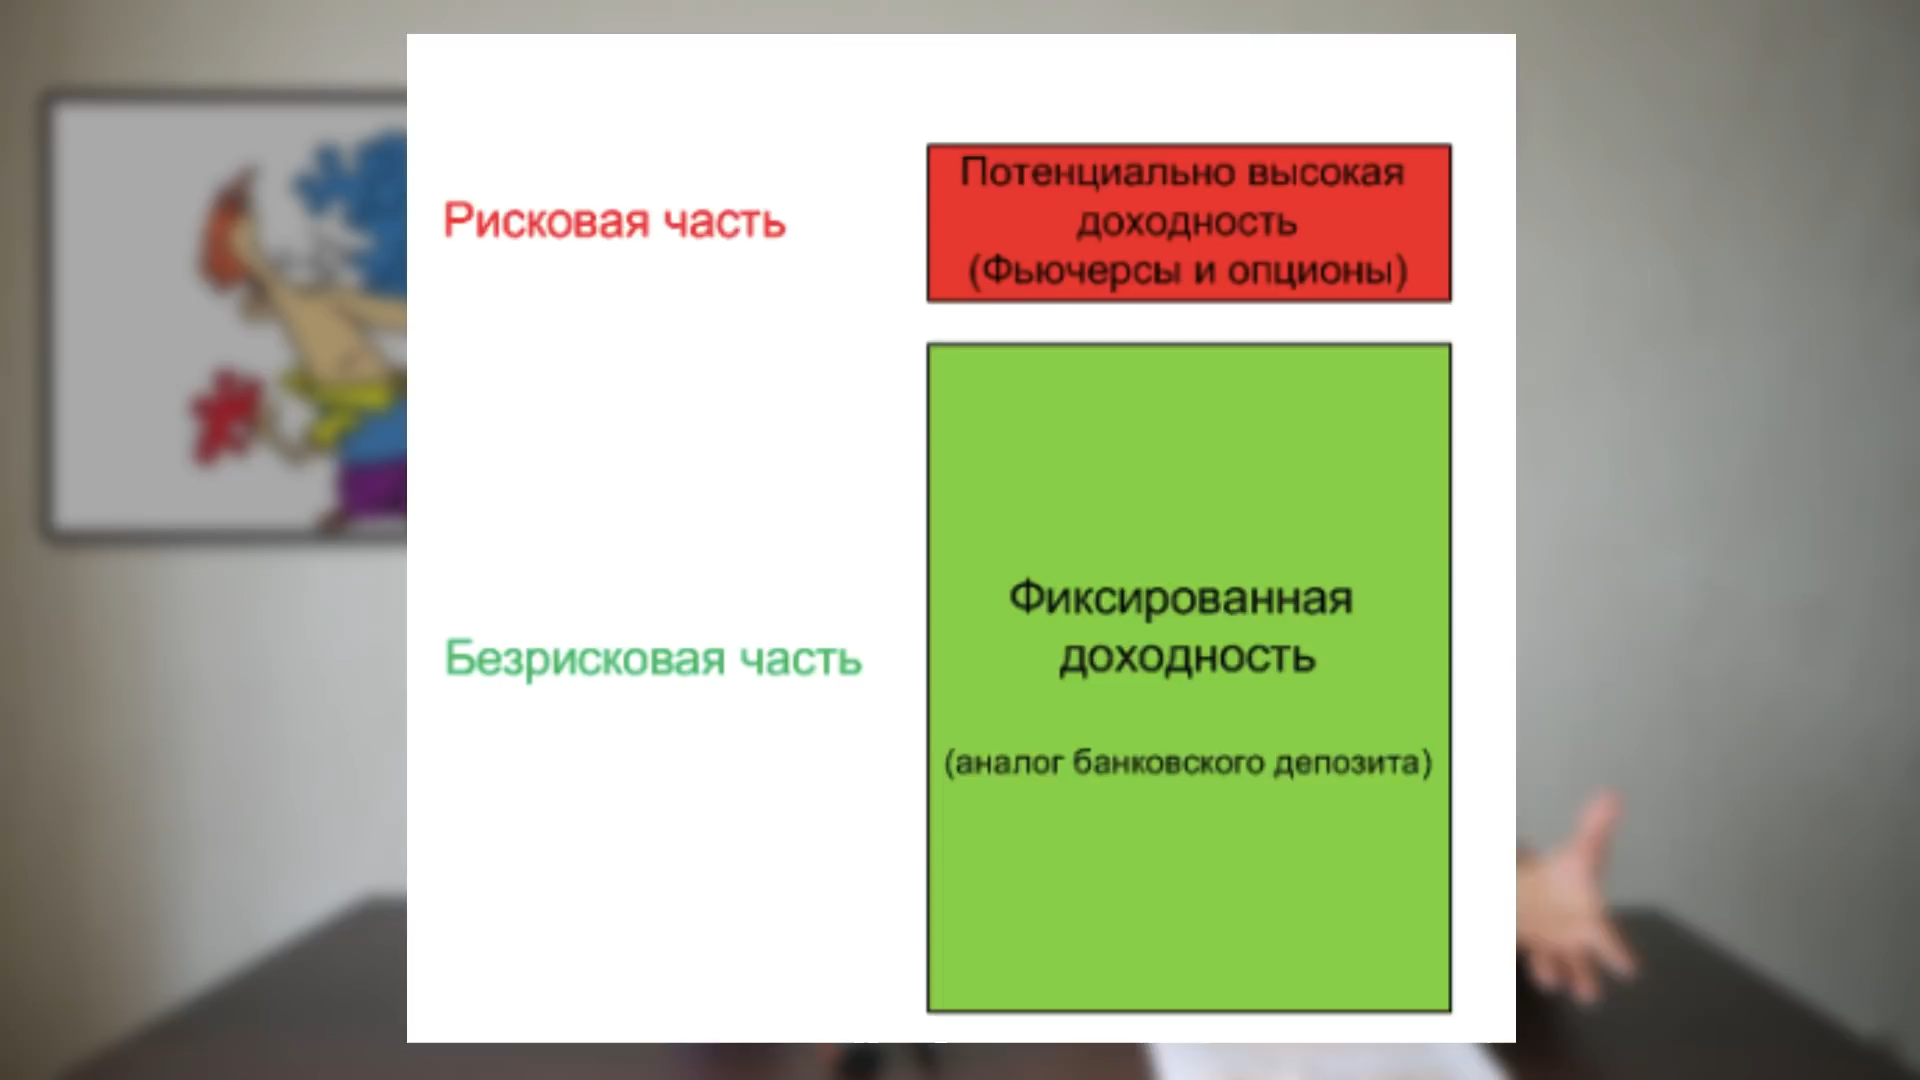 Рисковая часть
Потенциально высокая
доходность
(Фьючерсы и опционы)
Безрисковая часть
Фиксированная
доходность
(аналог банковского депозита)